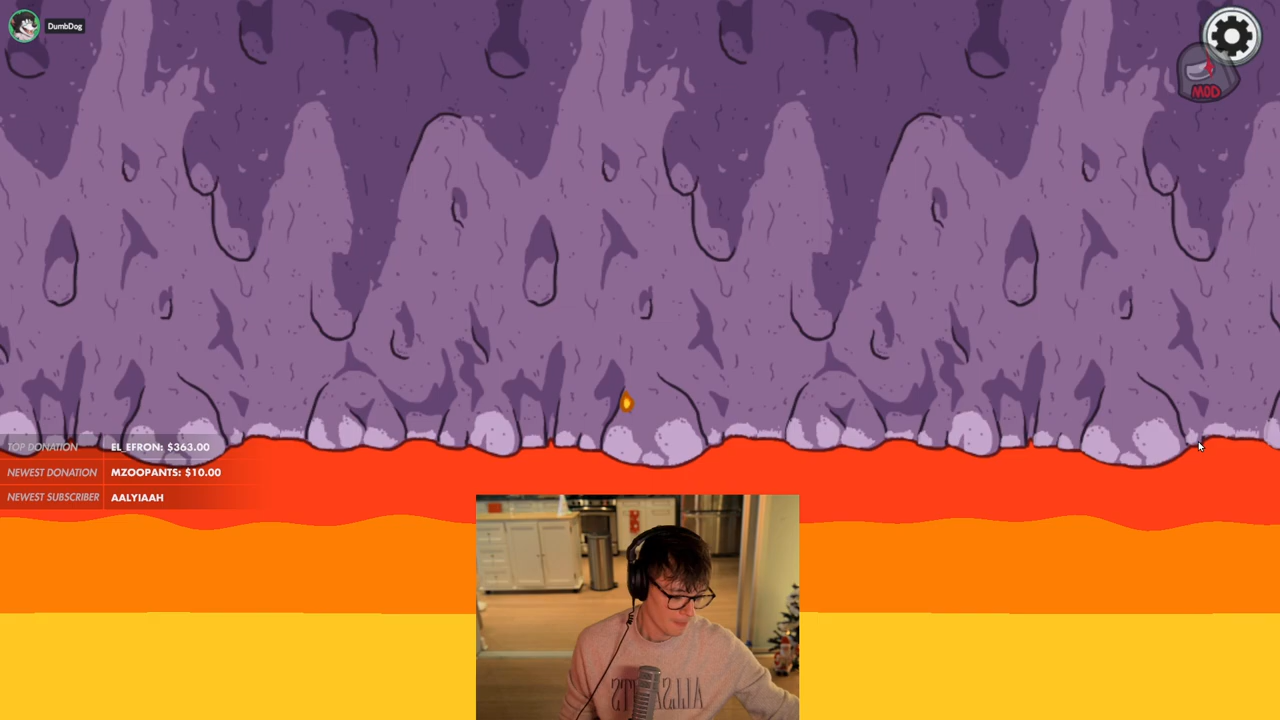 DumbDog
MOD
TOP DONATION EL_EFRON: $363.00
NEWEST DONATION MZOOPANTS: $10.00
NEWEST SUBSCRIBER AALYIAAH